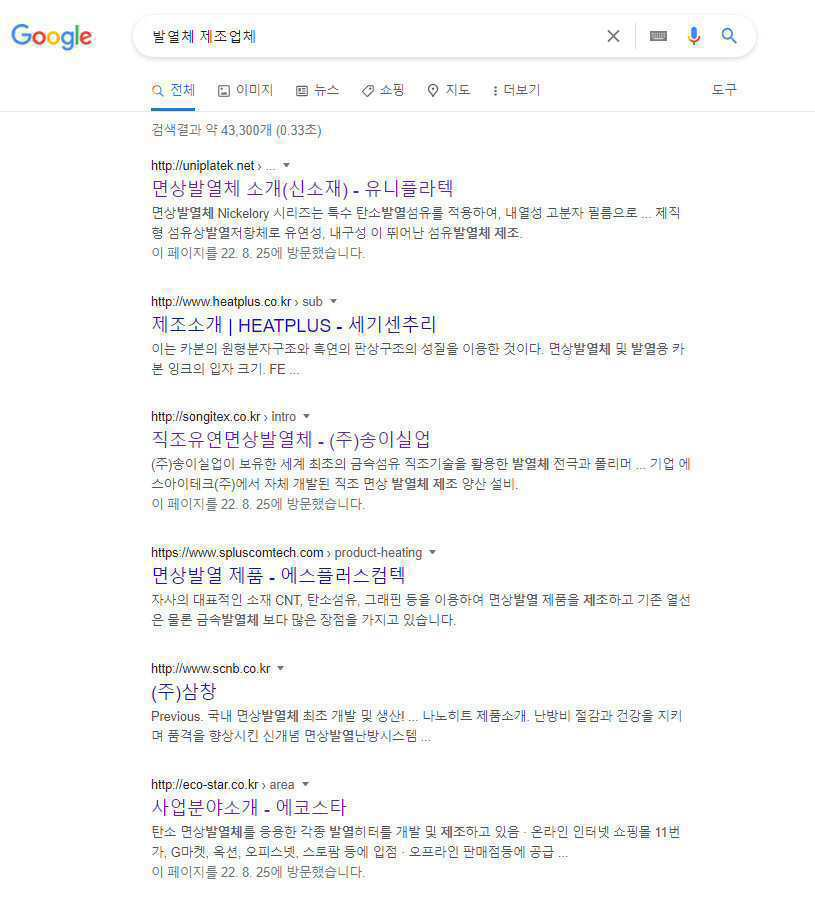 Google
발열체 제조업체
전체 이미지 뉴스 쇼핑 지도 더보기 도구
검색결과 약 43,300개 (0.33초)
http://uniplatek.net › ...
면상발열체 소개(신소재) - 유니플라텍
면상발열체 Nickelory 시리즈는 특수 탄소발열섬유를 적용하여, 내열성 고분자 필름으로 ... 제직
형 섬유상발열저항체로 유연성, 내구성 이 뛰어난 섬유발열체 제조.
이 페이지를 22. 8. 25에 방문했습니다.
http://www.heatplus.co.kr › sub
제조소개 | HEATPLUS - 세기센추리
이는 카본의 원형분자구조와 흑연의 판상구조의 성질을 이용한 것이다. 면상발열체 및 발열용 카
본 잉크의 입자 크기. FE ...
http://songitex.co.kr › intro
직조유연면상발열체 - (주)송이실업
(주)송이실업이 보유한 세계 최초의 금속섬유 직조기술을 활용한 발열체 전극과 폴리머 ... 기업 에
스아이테크(주)에서 자체 개발된 직조 면상 발열체 제조 양산 설비.
이 페이지를 22. 8. 25에 방문했습니다.
https://www.spluscomtech.com › product-heating
면상발열 제품 - 에스플러스컴텍
자사의 대표적인 소재 CNT, 탄소섬유, 그래핀 등을 이용하여 면상발열 제품을 제조하고 기존 열선
은 물론 금속발열체 보다 많은 장점을 가지고 있습니다.
http://www.scnb.co.kr
(주)삼창
Previous. 국내 면상발열체 최초 개발 및 생산! ... 나노히트 제품소개. 난방비 절감과 건강을 지키
며 품격을 향상시킨 신개념 면상발열난방시스템 ...
http://eco-star.co.kr › area
사업분야소개 - 에코스타
탄소 면상발열체를 응용한 각종 발열히터를 개발 및 제조하고 있음 · 온라인 인터넷 쇼핑몰 11번
가, G마켓, 옥션, 오피스넷, 스토팜 등에 입점 · 오프라인 판매점등에 공급 ...
이 페이지를 22. 8. 25에 방문했습니다.